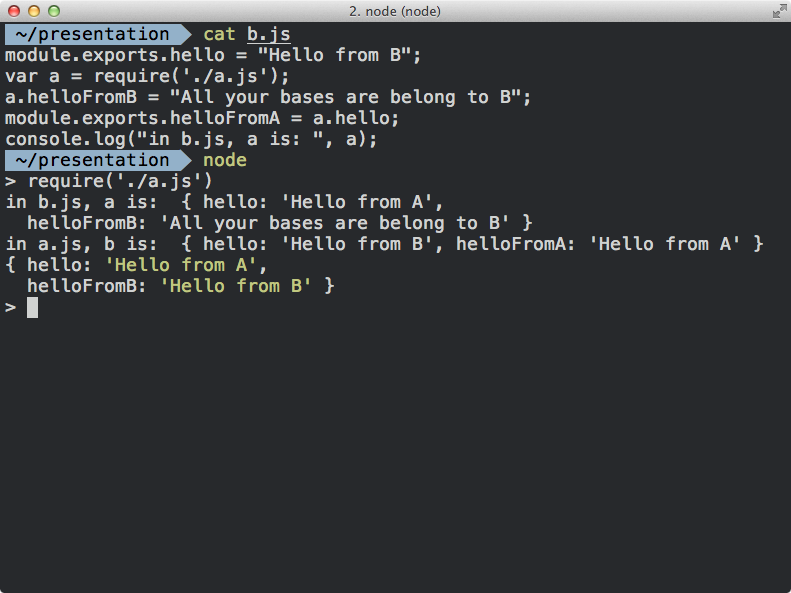 2. node (node)
~/presentation cat b.js
module.exports.hello = "Hello from B";
var a = require('./a.js');
a.helloFromB = "All your bases are belong to B";
module.exports.helloFromA = a.hello;
console.log("in b.js, a is: ", a);
~/presentation node
> require('./a.js')
in b.js, a is:  { hello: 'Hello from A',
  helloFromB: 'All your bases are belong to B' }
in a.js, b is:  { hello: 'Hello from B', helloFromA: 'Hello from A' }
{ hello: 'Hello from A',
  helloFromB: 'Hello from B' }
>